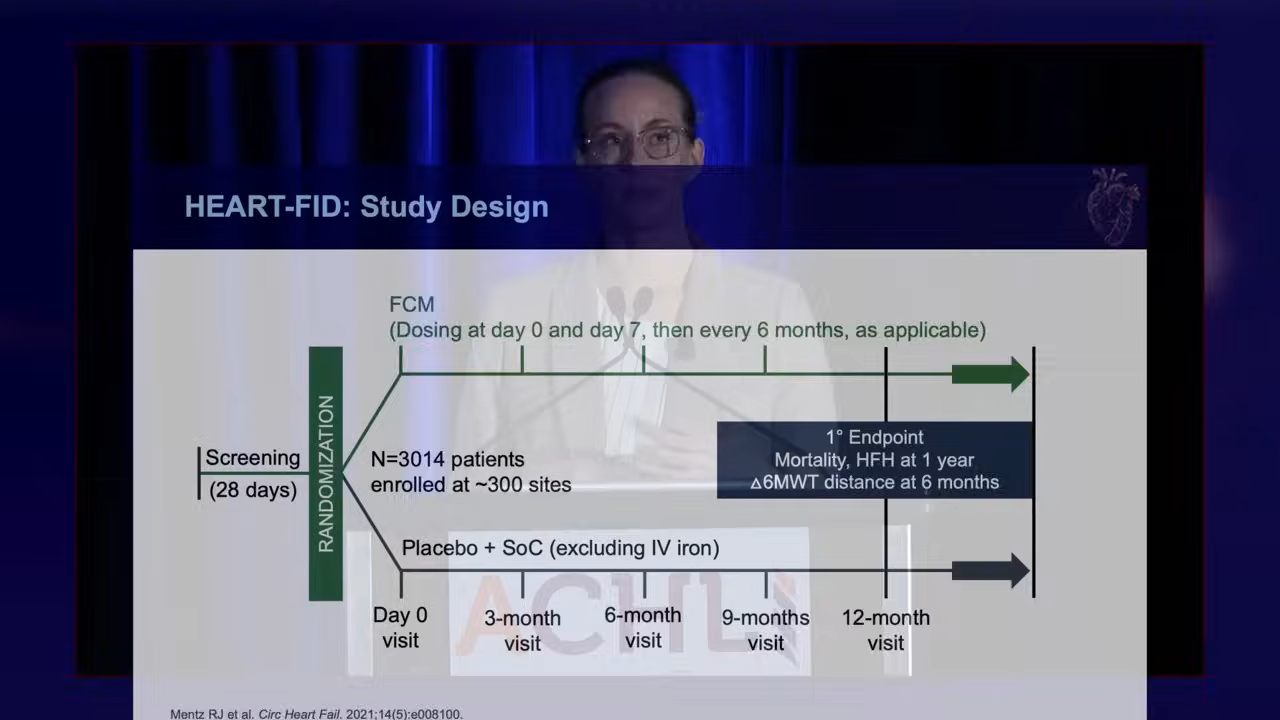 HEART-FID: Study Design
FCM
(Dosing at day 0 and day 7, then every 6 months, as applicable)
Screening
(28 days)
RANDOMIZATION
N=3014 patients
enrolled at ~300 sites
1° Endpoint
Mortality, HFH at 1 year
△6MWT distance at 6 months
Placebo + SoC (excluding IV iron)
Day 0
visit
3-month
visit
6-month
visit
9-months
visit
12-month
visit
ACHL
Mentz RJ et al. Circ Heart Fail. 2021;14(5):e008100.